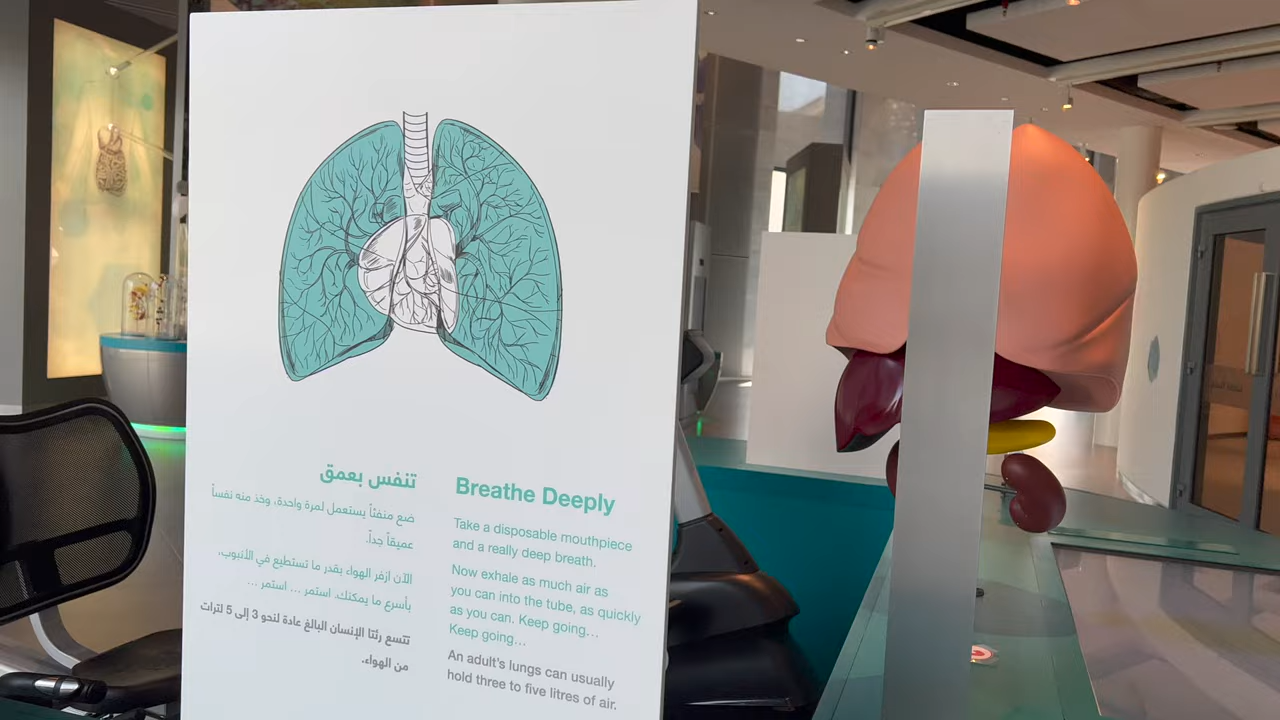 تنفس بعمق
ضع منفثاً يستعمل لمرة واحدة، وخذ منه نفساً
عميقاً جداً.
الآن ازفر الهواء بقدر ما تستطيع في الأنبوب،
بأسرع ما يمكنك. استمر ... استمر ...
تتسع رئتا الإنسان البالغ عادة لنحو 3 إلى 5 لترات
من الهواء.
Breathe Deeply
Take a disposable mouthpiece
and a really deep breath.
Now exhale as much air as
you can into the tube, as quickly
as you can. Keep going...
Keep going...
An adult's lungs can usually
hold three to five litres of air.